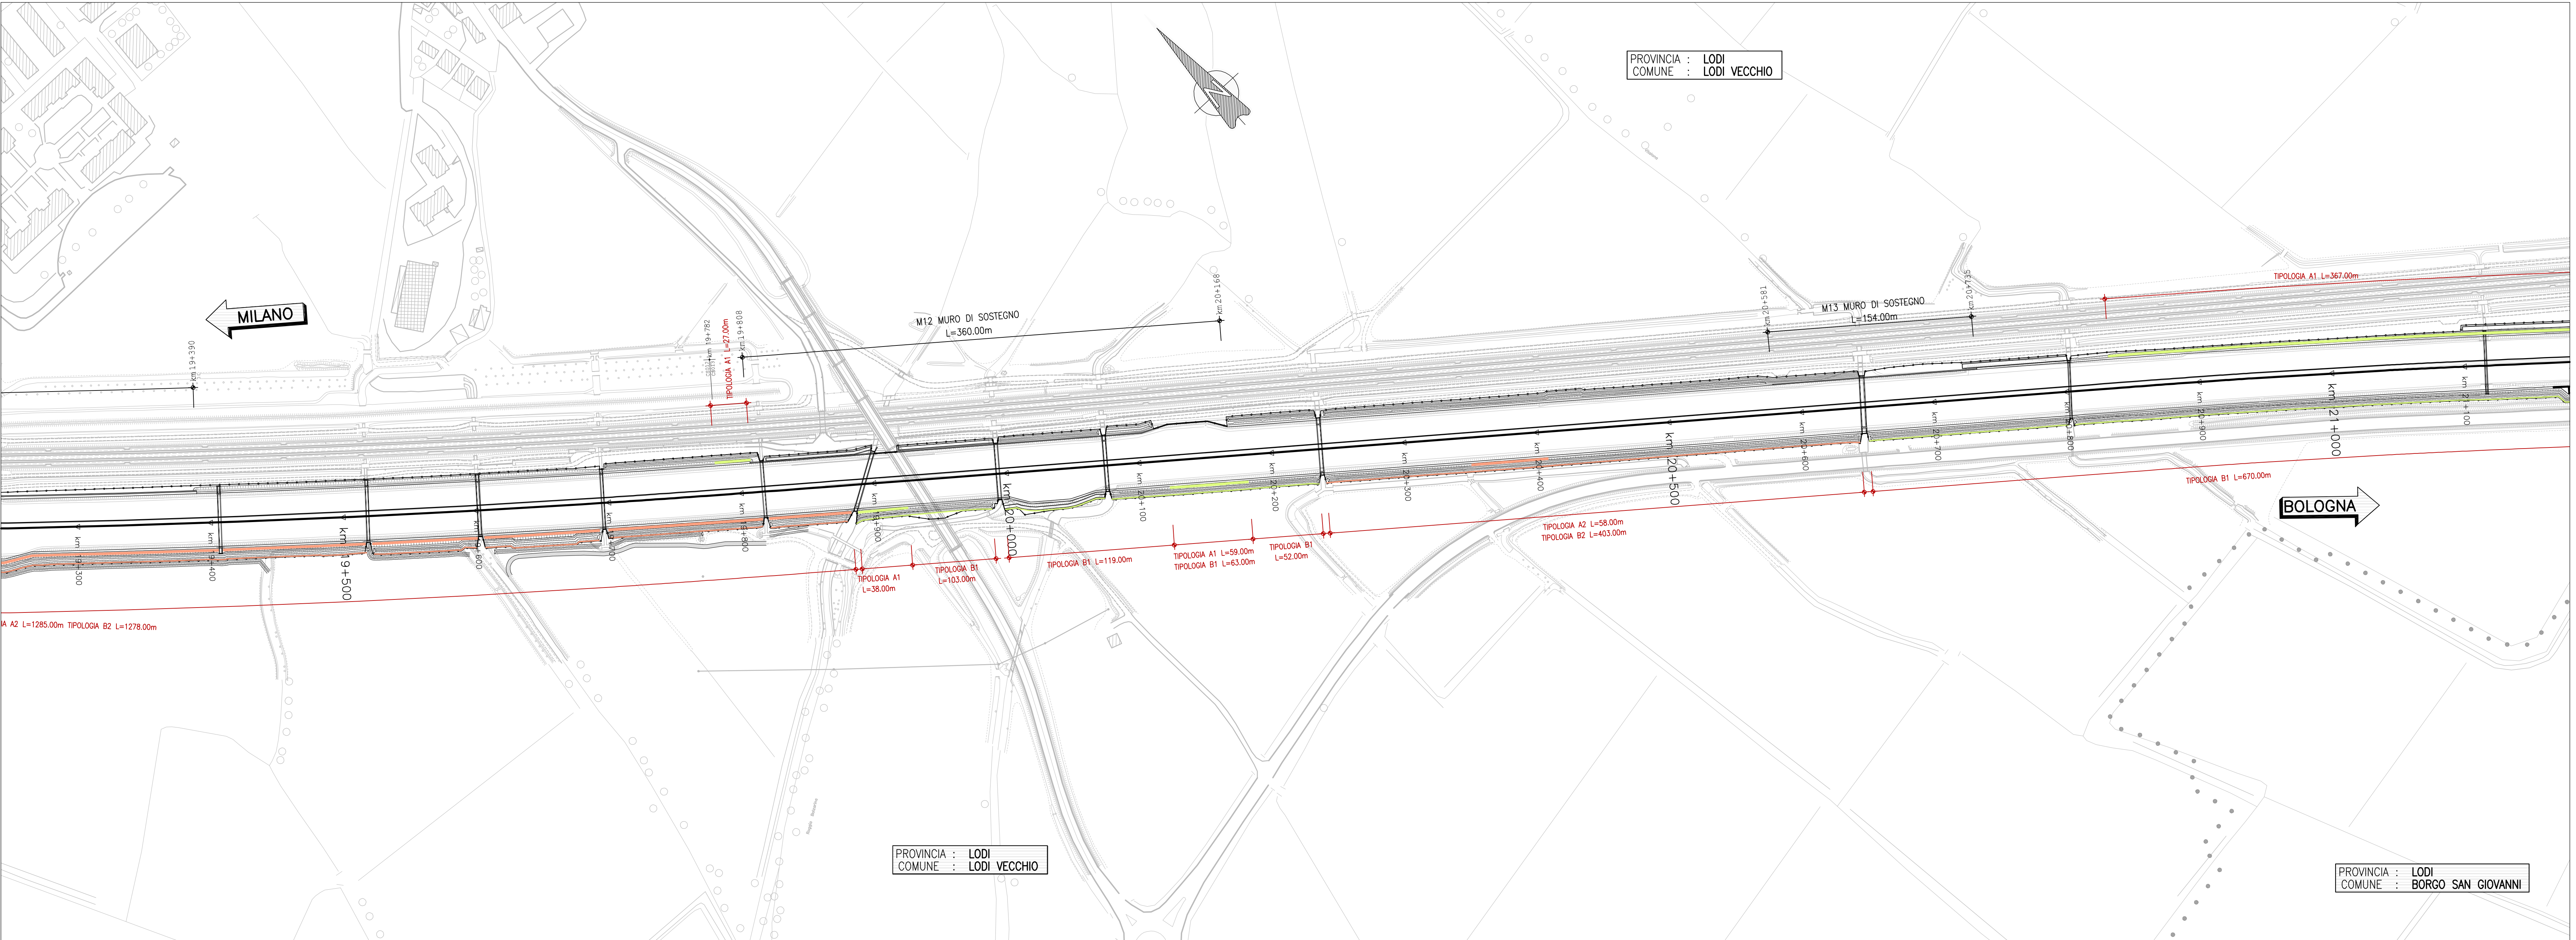 PROVINCIA : LODI
COMUNE : LODI VECCHIO
MILANO
km 19+390
km 19+782
TIPOLOGIA A1 L=27.00m
km 19+808
M12 MURO DI SOSTEGNO
L=360.00m
km 20+168
km 20+581
M13 MURO DI SOSTEGNO
L=154.00m
km 20+735
TIPOLOGIA A1 L=367.00m
km 19+300
km 19+400
km 19+500
km 19+600
km 19+800
km 19+900
km 20+000
km 20+100
km 20+200
km 20+300
km 20+400
km 20+500
km 20+600
km 20+700
km 20+800
km 20+900
km 21+000
km 21+100
IA A2 L=1285.00m TIPOLOGIA B2 L=1278.00m
TIPOLOGIA A1
L=38.00m
TIPOLOGIA B1
L=103.00m
TIPOLOGIA B1 L=119.00m
TIPOLOGIA A1 L=59.00m
TIPOLOGIA B1 L=63.00m
TIPOLOGIA B1
L=52.00m
TIPOLOGIA A2 L=58.00m
TIPOLOGIA B2 L=403.00m
TIPOLOGIA B1 L=670.00m
BOLOGNA
PROVINCIA : LODI
COMUNE : LODI VECCHIO
PROVINCIA : LODI
COMUNE : BORGO SAN GIOVANNI